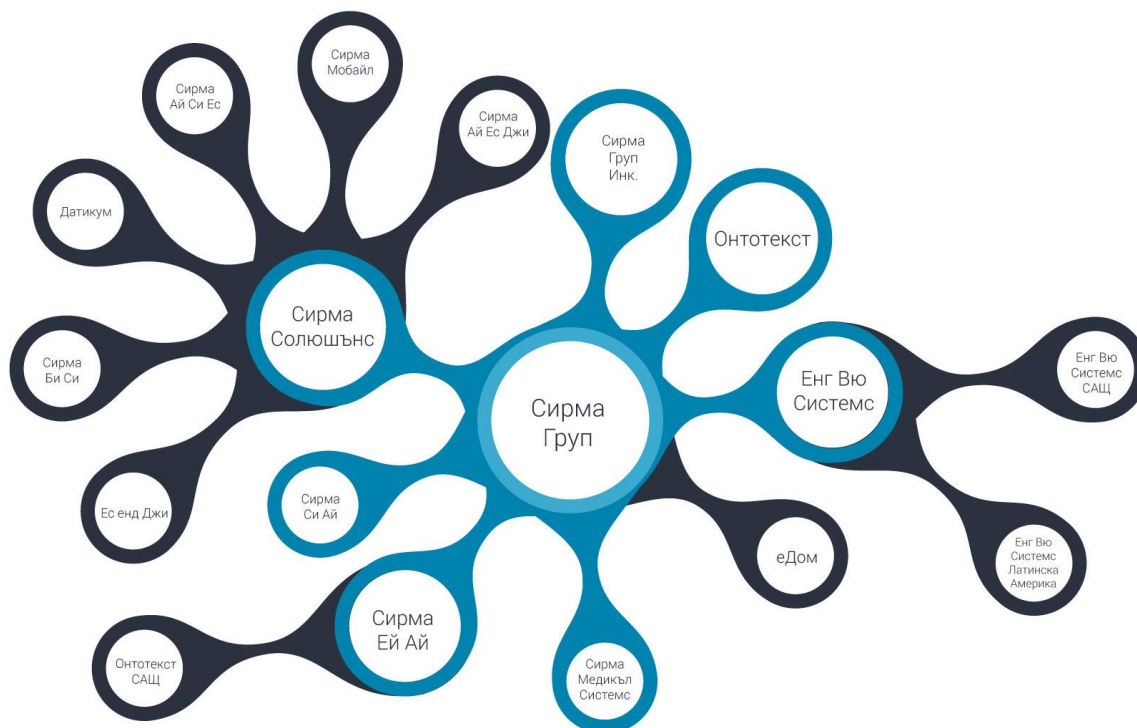 Сирма
Мобайл
Сирма
Ай Си Ес
Сирма
Ай Ес Джи
Сирма
Груп
Инк.
Датикум
Онтотекст
Сирма
Солюшънс
Сирма
Би Си
Енг Вю
Системс
САЩ
Енг Вю
Системс
Сирма
Груп
Ес енд Джи
Сирма
Си Ай
еДом
Енг Вю
Системс
Латинска
Америка
Сирма
Ей Ай
Онтотекст
САЩ
Сирма
Медикъл
Системс